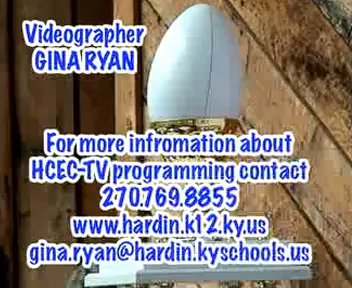 Videographer
GINA RYAN
For more infromation about
HCEC-TV programming contact
270.769.8855
www.hardin.k12.ky.us
gina.ryan@hardin.kyschools.us